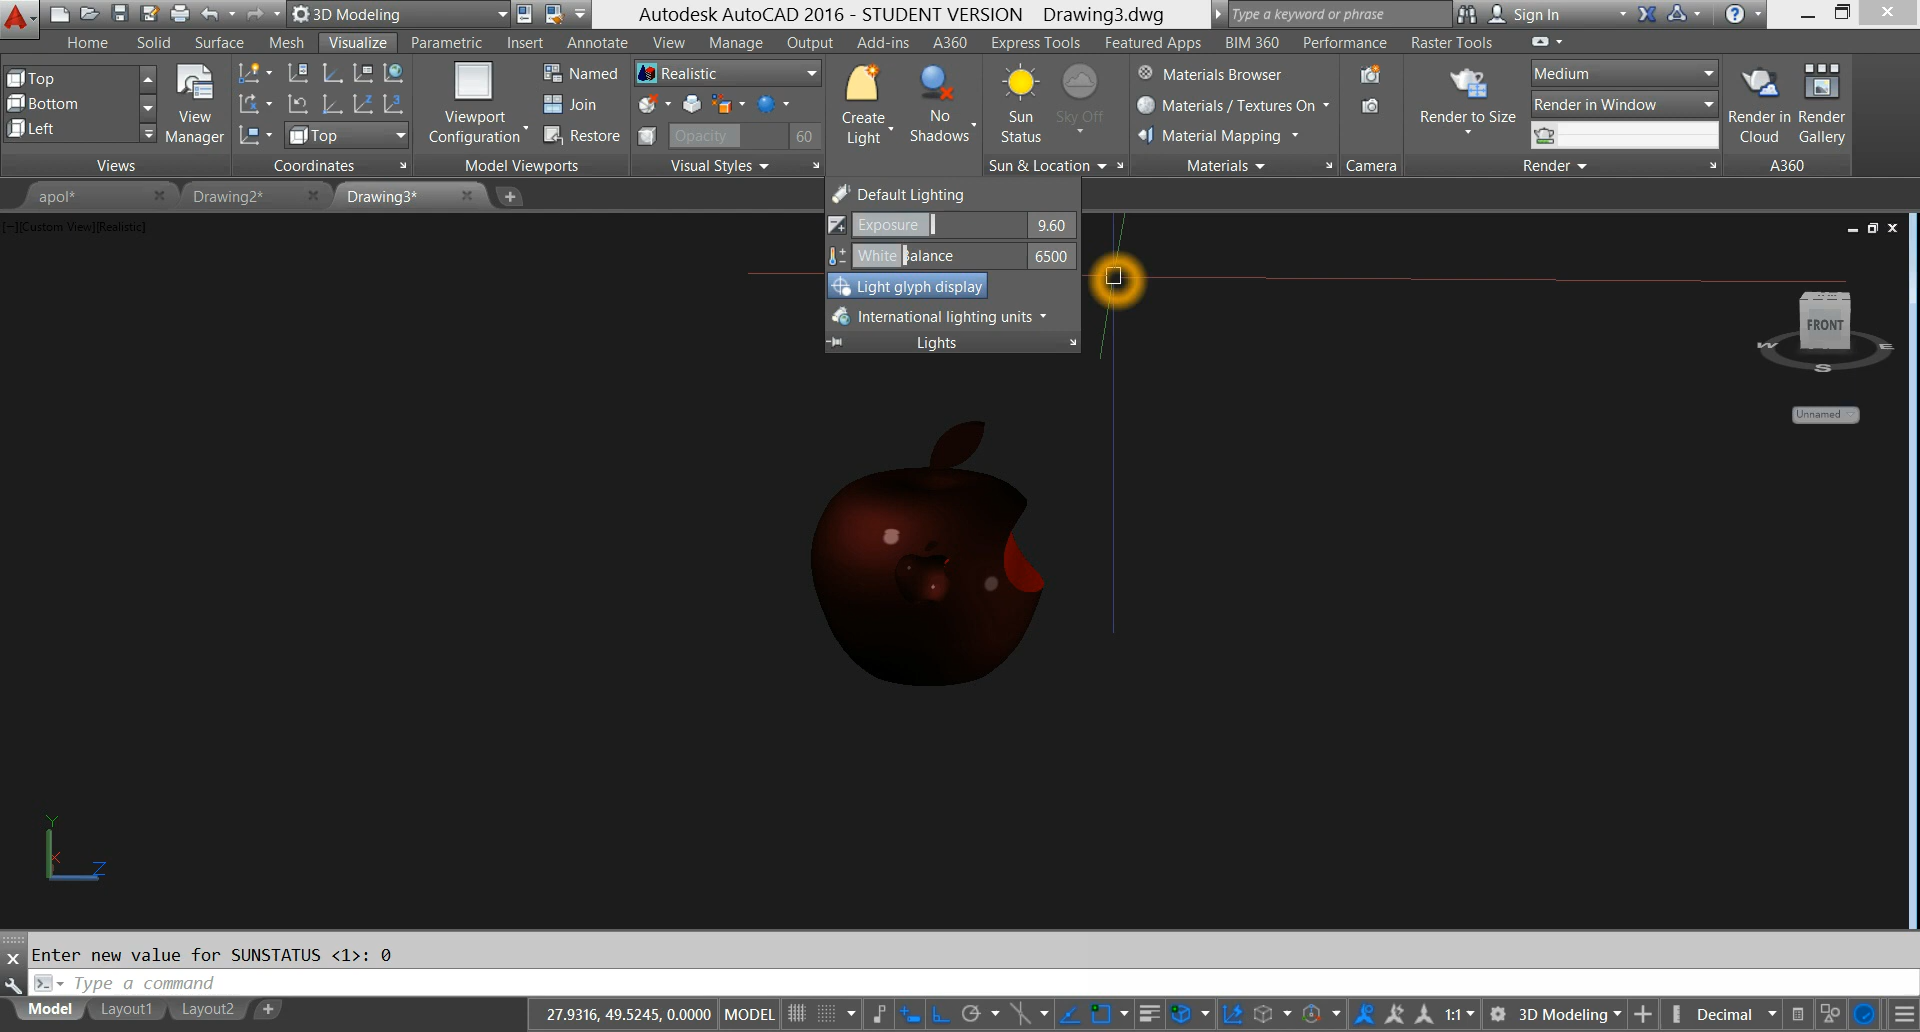 3D Modeling
Autodesk AutoCAD 2016 - STUDENT VERSION Drawing3.dwg
Type a keyword or phrase
Sign In
Home Solid Surface Mesh Visualize Parametric Insert Annotate View Manage Output Add-ins A360 Express Tools Featured Apps BIM 360 Performance Raster Tools
Top
Bottom
Left
View
Manager
Views
Top
Coordinates
Viewport
Configuration
Named
Join
Restore
Model Viewports
Realistic
Opacity 60
Visual Styles
Create
Light
No
Shadows
Sun
Status
Sky Off
Sun & Location
Materials Browser
Materials / Textures On
Material Mapping
Materials
Camera
Render to Size
Medium
Render in Window
Render
Render in
Cloud
Render
Gallery
A360
apol*
Drawing2*
Drawing3*
Default Lighting
Exposure 9.60
White Balance 6500
Light glyph display
International lighting units
Lights
[−][Custom View][Realistic]
FRONT
W
E
S
Unnamed
Y
X
Z
Enter new value for SUNSTATUS <1>: 0
Type a command
Model Layout1 Layout2
27.9316, 49.5245, 0.0000 MODEL
1:1
3D Modeling
Decimal